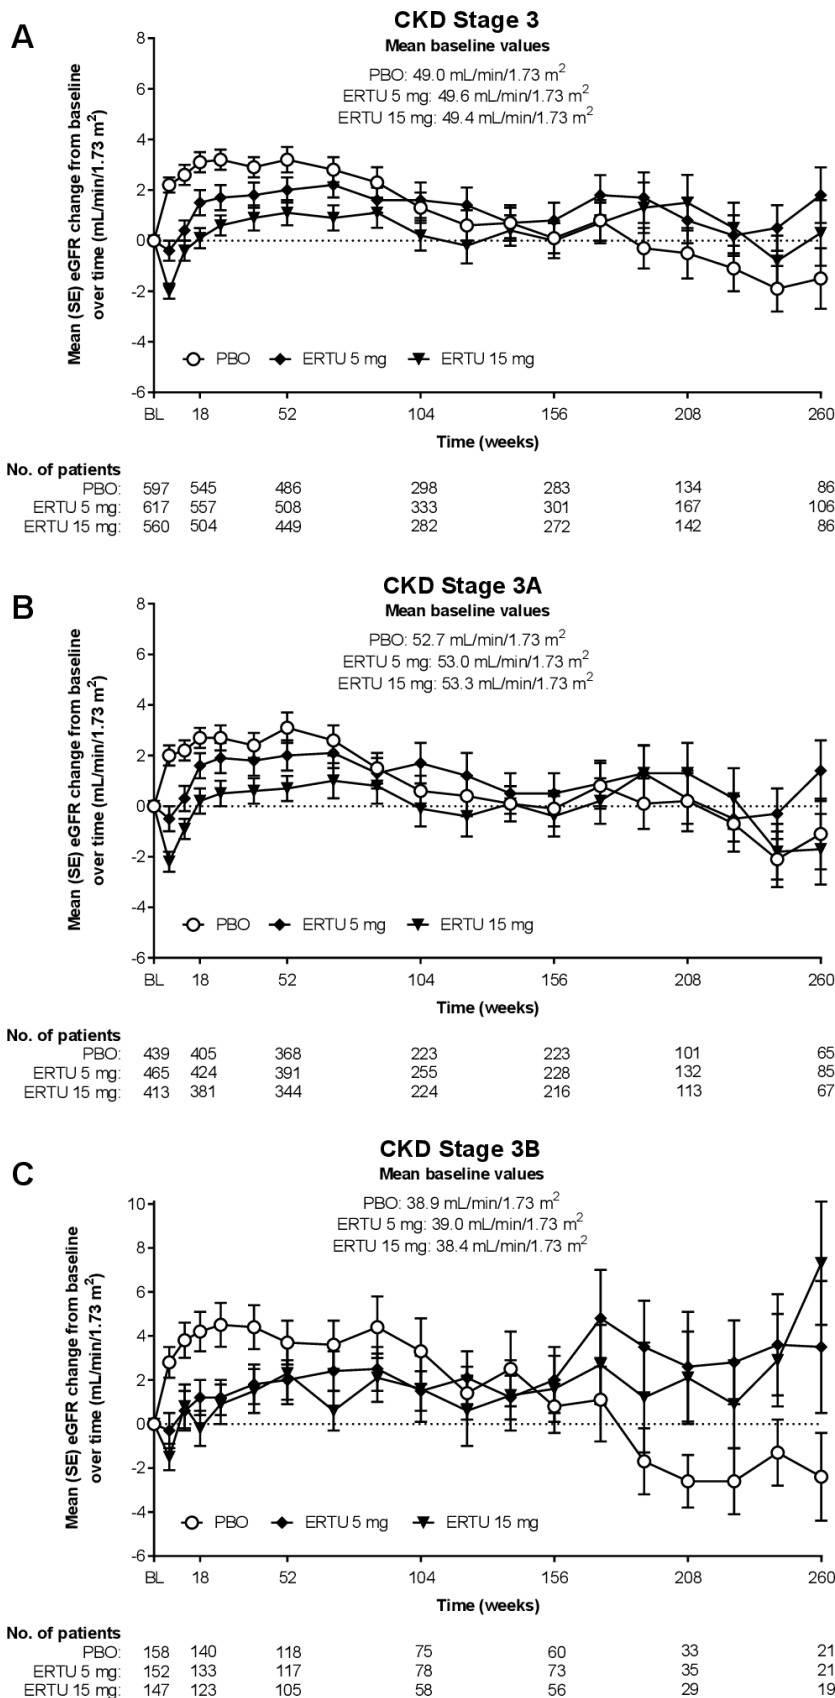 A
CKD Stage 3
Mean baseline values
PBO: 49.0 mL/min/1.73 m²
ERTU 5 mg: 49.6 mL/min/1.73 m²
ERTU 15 mg: 49.4 mL/min/1.73 m²
Mean (SE) eGFR change from baseline
over time (mL/min/1.73 m²)
8
6
4
2
0
-2
-4
-6
PBO ERTU 5 mg ERTU 15 mg
BL 18 52 104 156 208 260
Time (weeks)
No. of patients
PBO: 597 545 486 298 283 134 86
ERTU 5 mg: 617 557 508 333 301 167 106
ERTU 15 mg: 560 504 449 282 272 142 86
B
CKD Stage 3A
Mean baseline values
PBO: 52.7 mL/min/1.73 m²
ERTU 5 mg: 53.0 mL/min/1.73 m²
ERTU 15 mg: 53.3 mL/min/1.73 m²
Mean (SE) eGFR change from baseline
over time (mL/min/1.73 m²)
8
6
4
2
0
-2
-4
-6
PBO ERTU 5 mg ERTU 15 mg
BL 18 52 104 156 208 260
Time (weeks)
No. of patients
PBO: 439 405 368 223 223 101 65
ERTU 5 mg: 465 424 391 255 228 132 85
ERTU 15 mg: 413 381 344 224 216 113 67
C
CKD Stage 3B
Mean baseline values
PBO: 38.9 mL/min/1.73 m²
ERTU 5 mg: 39.0 mL/min/1.73 m²
ERTU 15 mg: 38.4 mL/min/1.73 m²
Mean (SE) eGFR change from baseline
over time (mL/min/1.73 m²)
10
8
6
4
2
0
-2
-4
-6
PBO ERTU 5 mg ERTU 15 mg
BL 18 52 104 156 208 260
Time (weeks)
No. of patients
PBO: 158 140 118 75 60 33 21
ERTU 5 mg: 152 133 117 78 73 35 21
ERTU 15 mg: 147 123 105 58 56 29 19